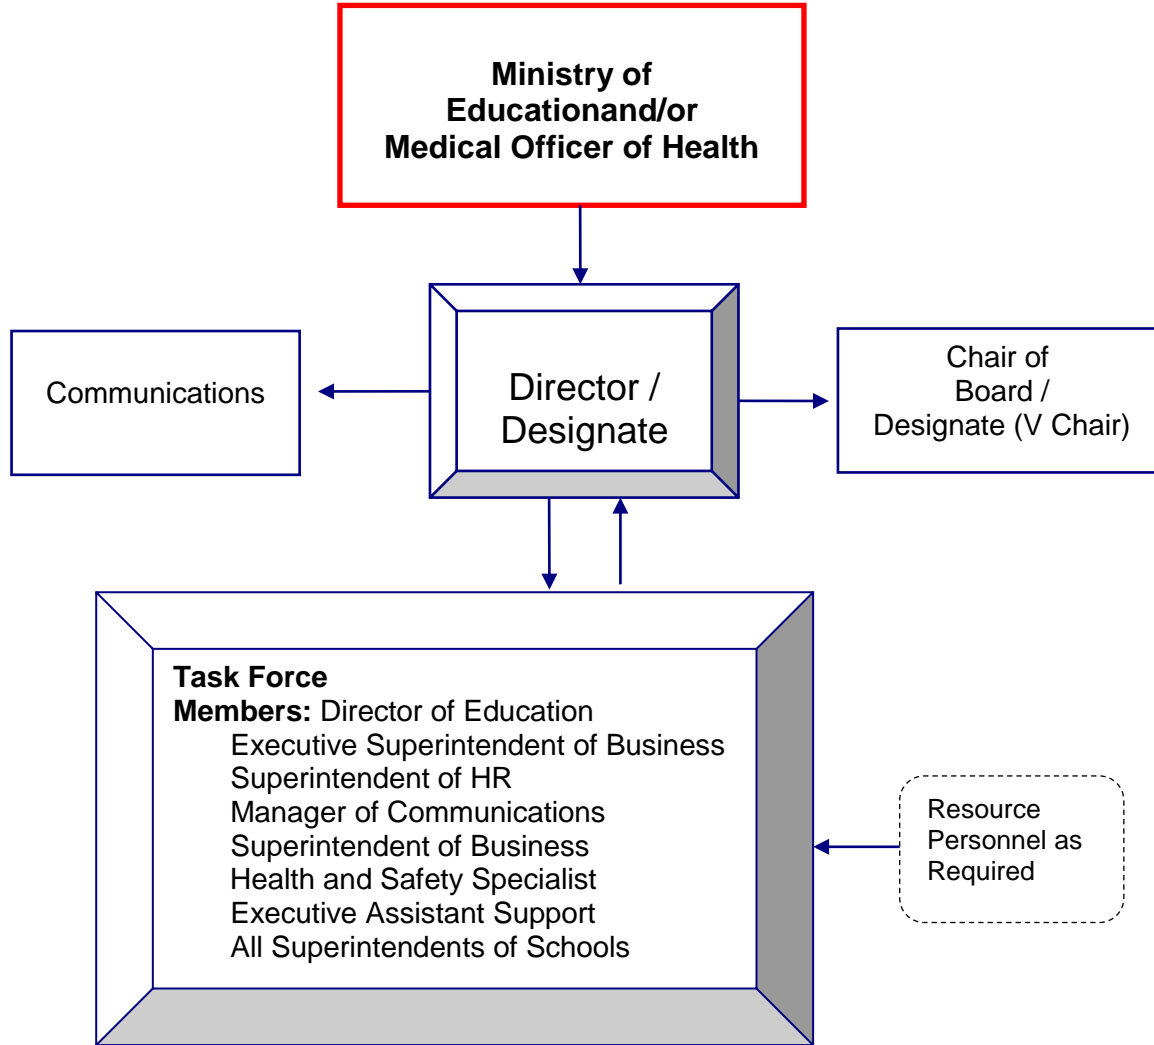 Ministry of
Educationand/or
Medical Officer of Health
Communications
Director /
Designate
Chair of
Board /
Designate (V Chair)
Task Force
Members: Director of Education
Executive Superintendent of Business
Superintendent of HR
Manager of Communications
Superintendent of Business
Health and Safety Specialist
Executive Assistant Support
All Superintendents of Schools
Resource
Personnel as
Required